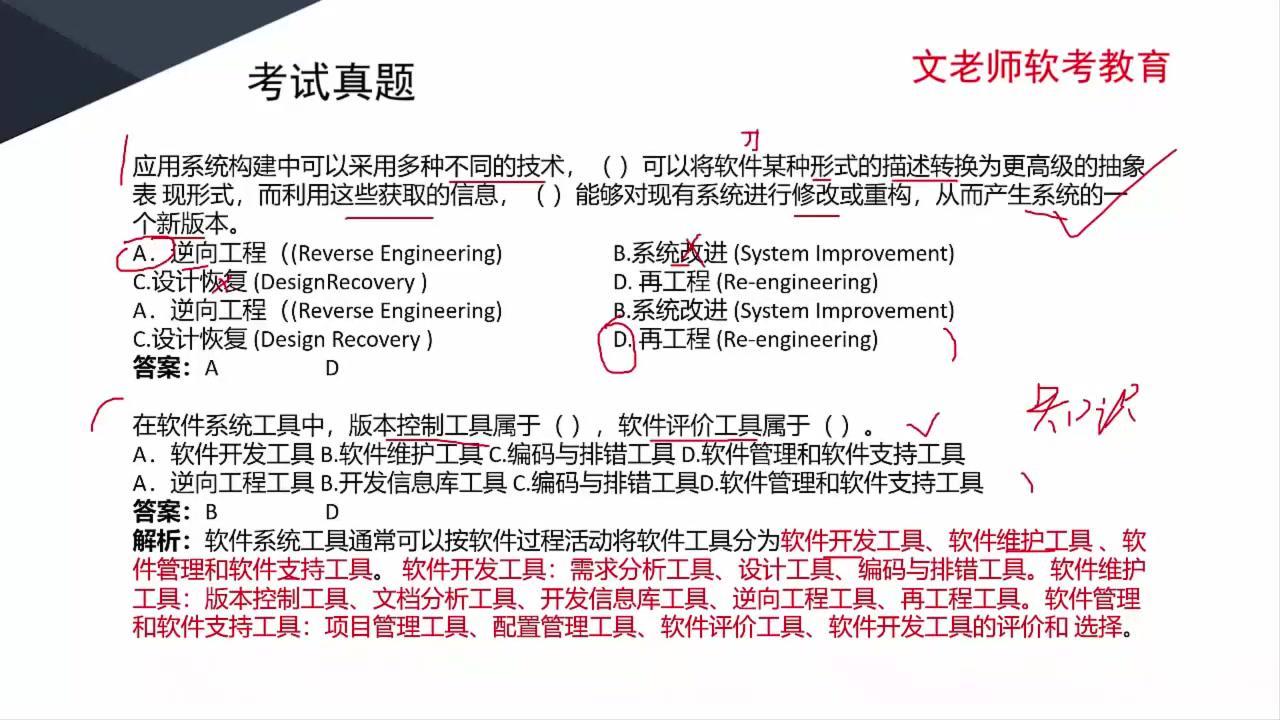 考试真题
文老师软考教育
应用系统构建中可以采用多种不同的技术，（ ）可以将软件某种形式的描述转换为更高级的抽象
表 现形式，而利用这些获取的信息，（ ）能够对现有系统进行修改或重构，从而产生系统的一
个新版本。
A．逆向工程（(Reverse Engineering) B.系统改进 (System Improvement)
C.设计恢复 (DesignRecovery ) D. 再工程 (Re-engineering)
A．逆向工程（(Reverse Engineering) B.系统改进 (System Improvement)
C.设计恢复 (Design Recovery ) D. 再工程 (Re-engineering)
答案： A D
在软件系统工具中，版本控制工具属于（ ），软件评价工具属于（ ）。
A．软件开发工具 B.软件维护工具 C.编码与排错工具 D.软件管理和软件支持工具
A．逆向工程工具 B.开发信息库工具 C.编码与排错工具D.软件管理和软件支持工具
答案： B D
解析：软件系统工具通常可以按软件过程活动将软件工具分为软件开发工具、软件维护工具 、软
件管理和软件支持工具。 软件开发工具：需求分析工具、设计工具、编码与排错工具。软件维护
工具：版本控制工具、文档分析工具、开发信息库工具、逆向工程工具、再工程工具。软件管理
和软件支持工具：项目管理工具、配置管理工具、软件评价工具、软件开发工具的评价和 选择。